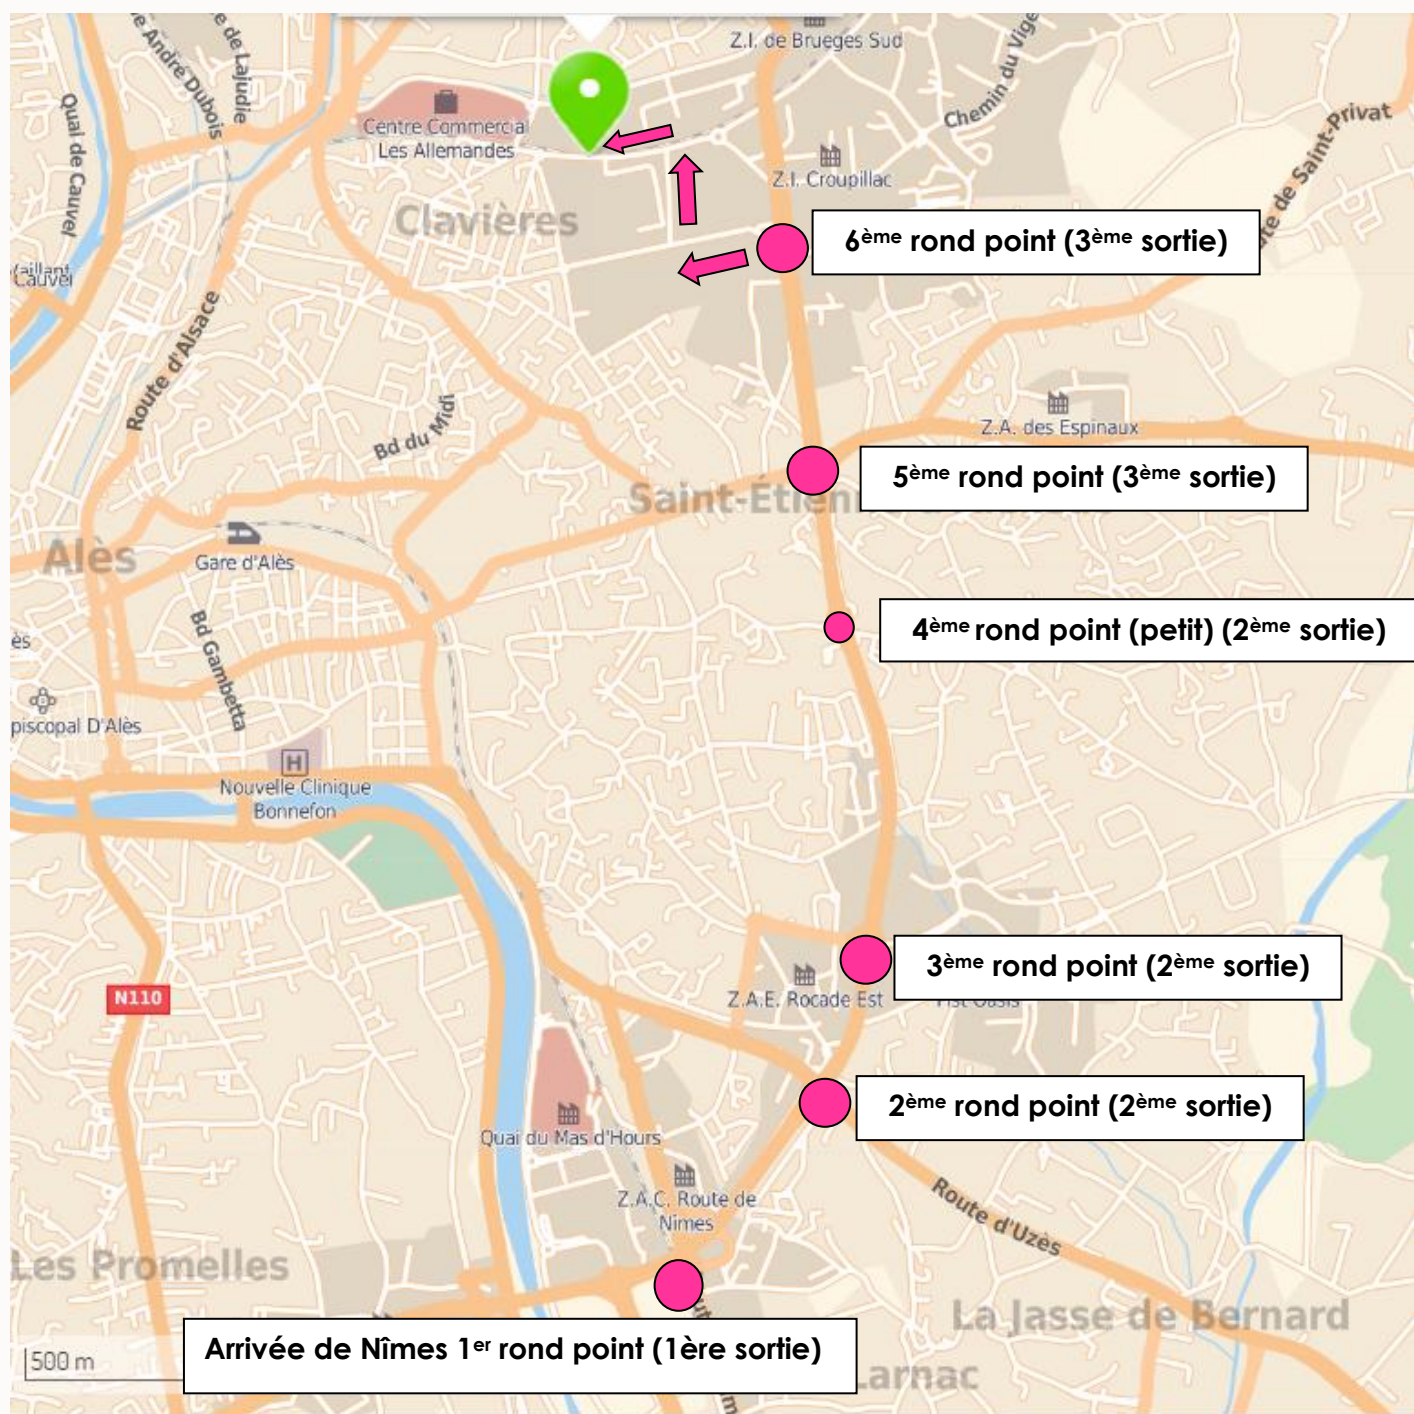 Z.I. de Brueges Sud
André Dubois
de Lajudie
Chemin du Vige
Quai de Cauvel
Centre Commercial
Les Allemandes
Z.I. Croupillac
Saint-Privat
Clavières
6ème rond point (3ème sortie)
Cauvel
Route d'Alsace
Bd du Midi
Z.A. des Espinaux
5ème rond point (3ème sortie)
Alès
Gare d'Alès
Bd Gambetta
4ème rond point (petit) (2ème sortie)
piscopal D'Alès
Nouvelle Clinique
Bonnefon
3ème rond point (2ème sortie)
N110
Z.A.E. Rocade Est
2ème rond point (2ème sortie)
Quai du Mas d'Hours
Z.A.C. Route de
Nîmes
Route d'Uzès
Les Promelles
La Jasse de Bernard
Arrivée de Nîmes 1er rond point (1ère sortie)
500 m
Larnac